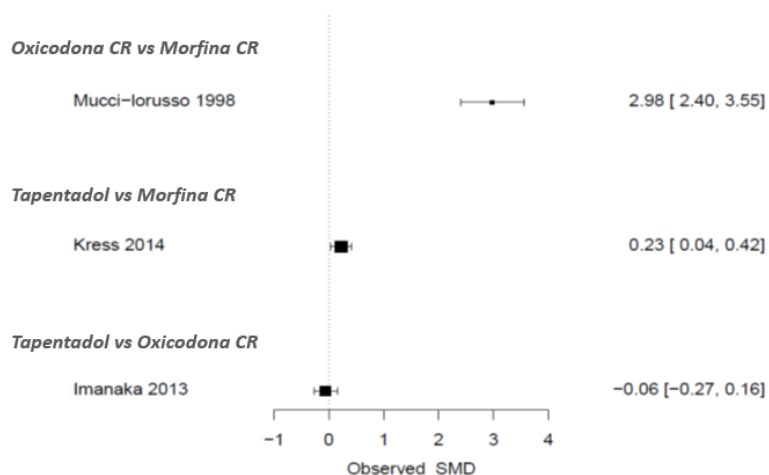 Oxicodona CR vs Morfina CR
Mucci−Iorusso 1998 2.98 [ 2.40, 3.55]
Tapentadol vs Morfina CR
Kress 2014 0.23 [ 0.04, 0.42]
Tapentadol vs Oxicodona CR
Imanaka 2013 −0.06 [−0.27, 0.16]
−1 0 1 2 3 4
Observed SMD